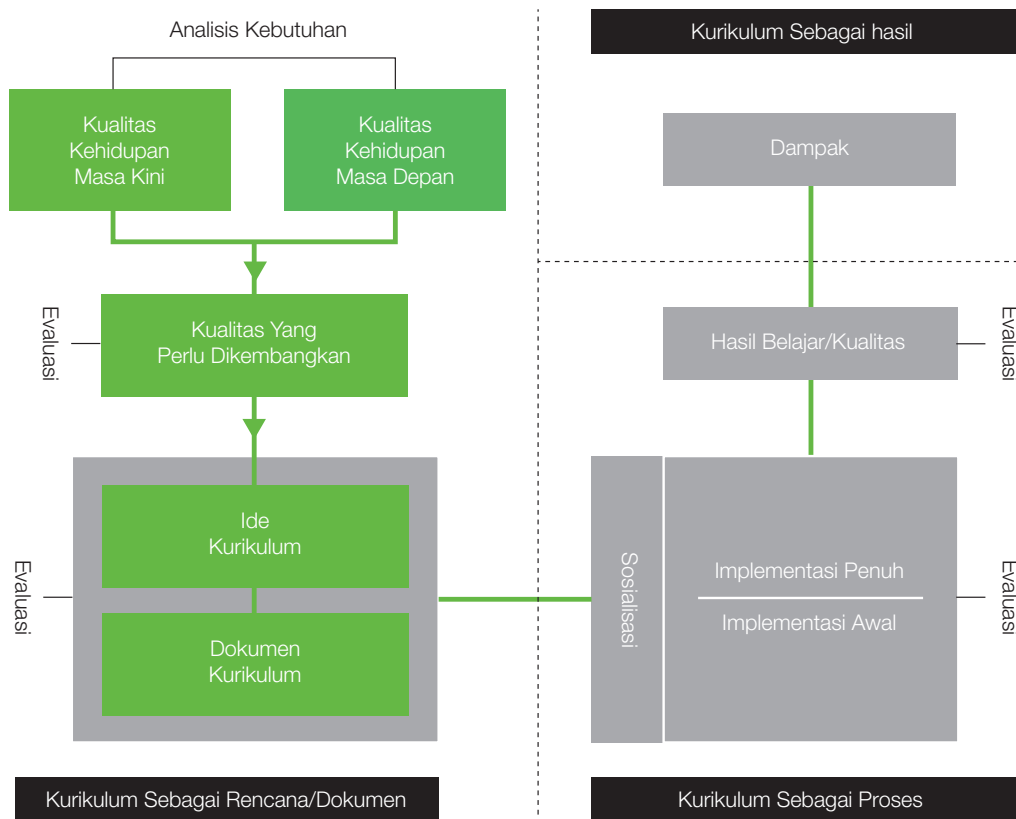 Analisis Kebutuhan
Kualitas
Kehidupan
Masa Kini
Kualitas
Kehidupan
Masa Depan
Evaluasi
Kualitas Yang
Perlu Dikembangkan
Evaluasi
Ide
Kurikulum
Dokumen
Kurikulum
Kurikulum Sebagai Rencana/Dokumen
Kurikulum Sebagai hasil
Dampak
Hasil Belajar/Kualitas
Evaluasi
Sosialisasi
Implementasi Penuh
Implementasi Awal
Evaluasi
Kurikulum Sebagai Proses